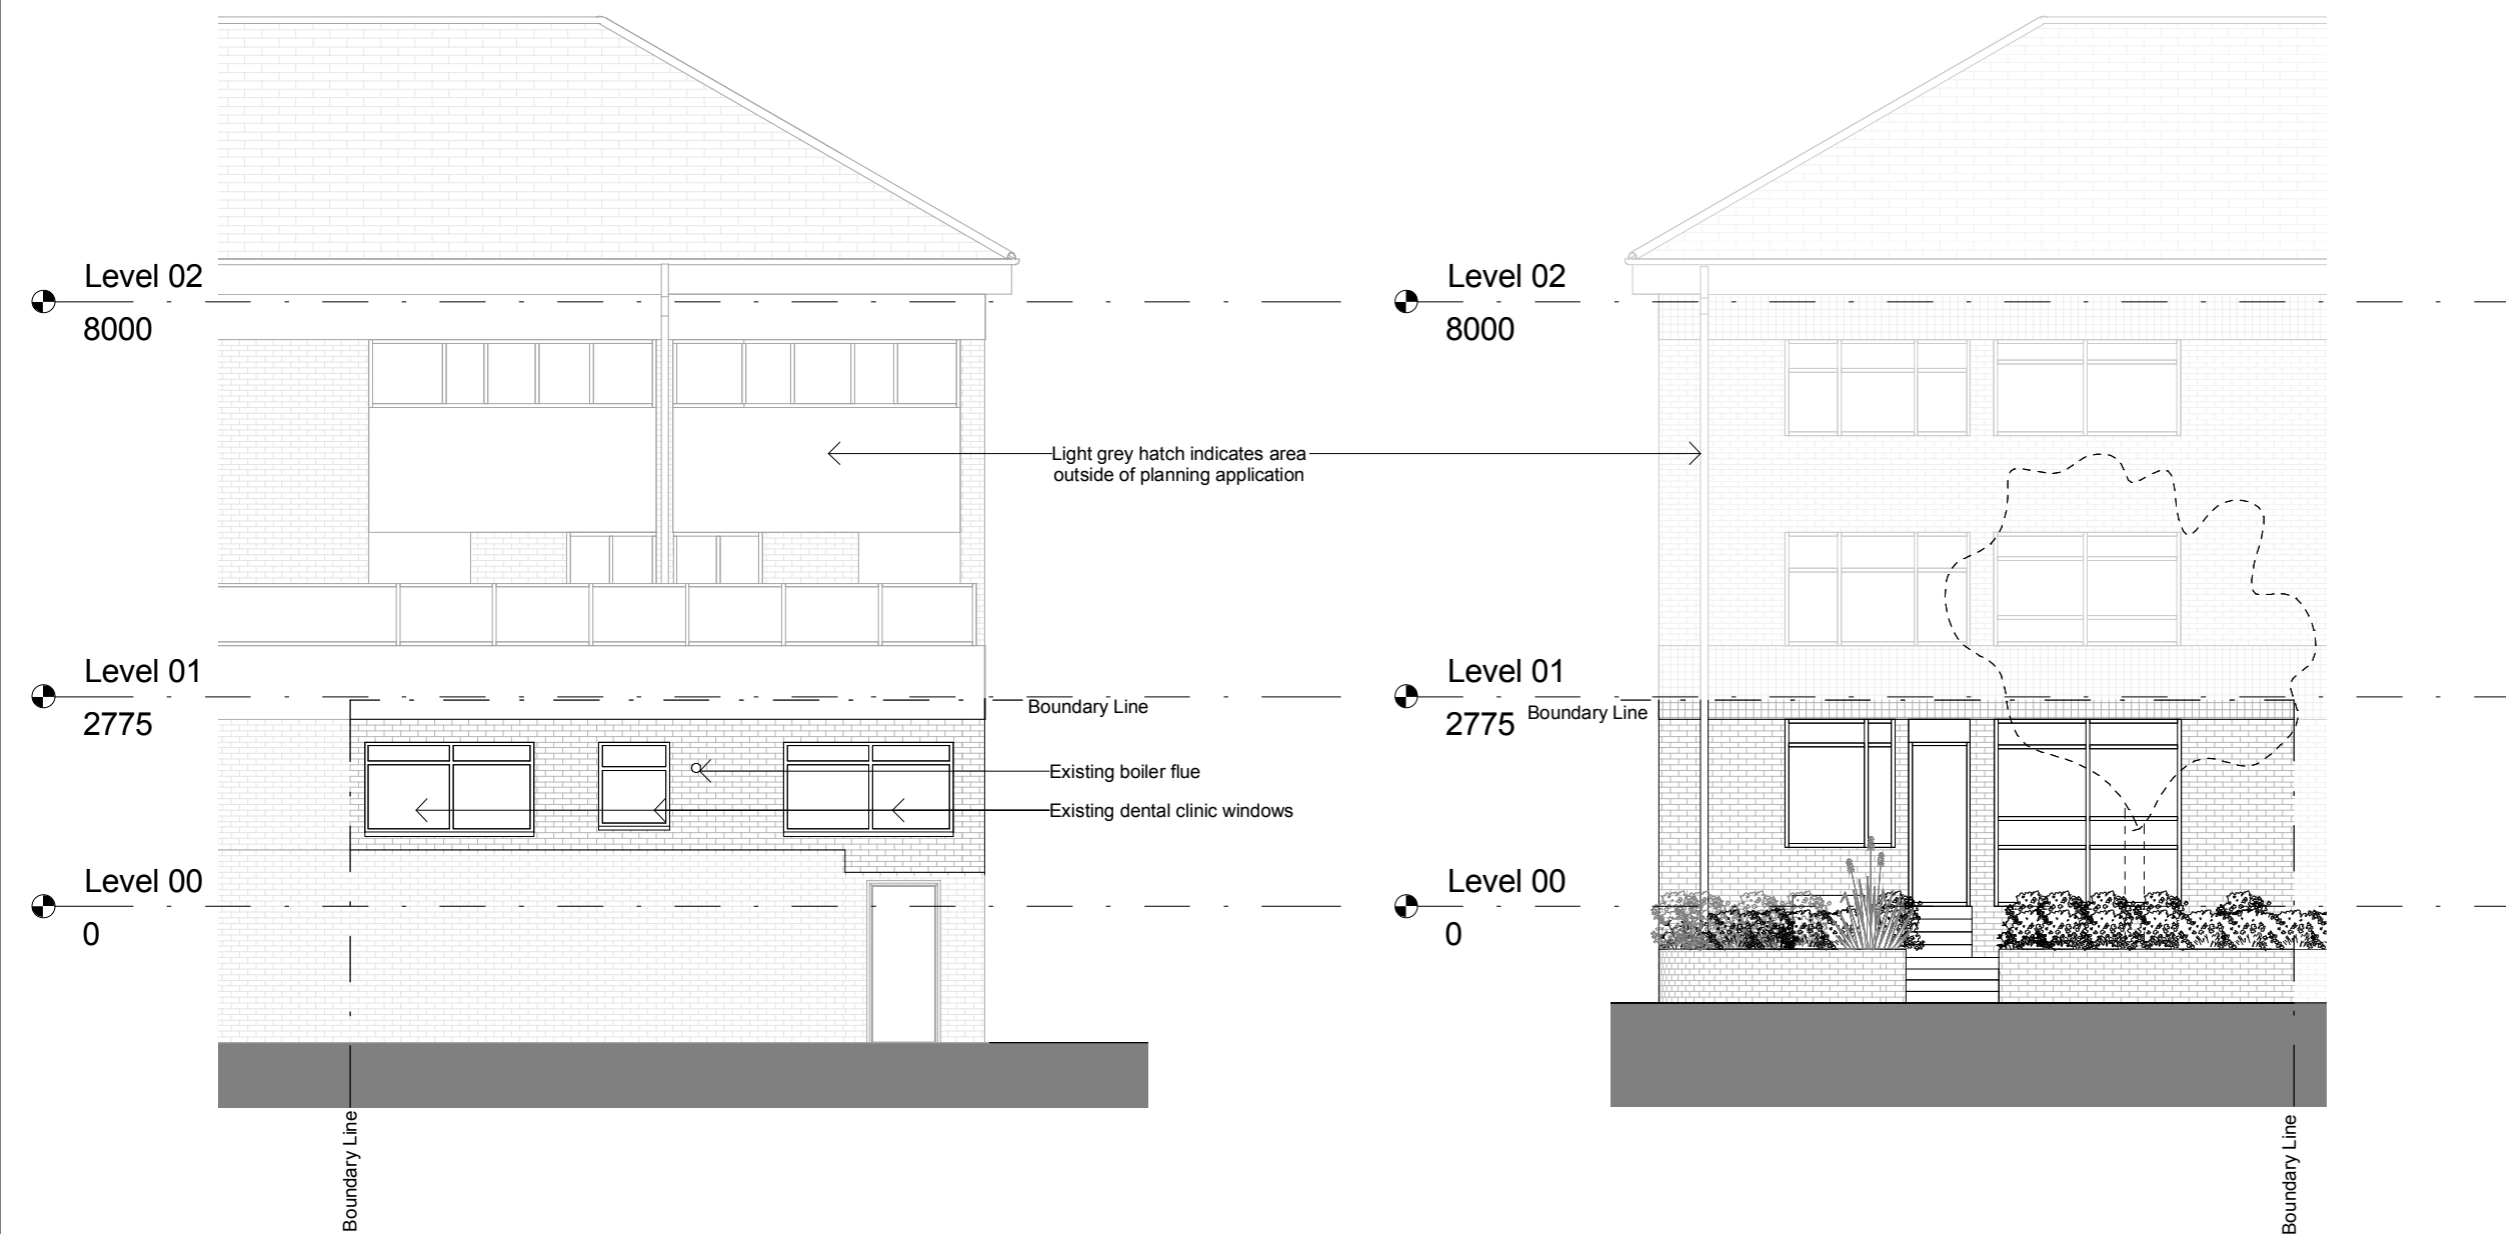 Level 02
8000
Level 02
8000
Light grey hatch indicates area
outside of planning application
Level 01
2775
Boundary Line
Level 01
2775
Boundary Line
Existing boiler flue
Existing dental clinic windows
Level 00
0
Level 00
0
Boundary Line
Boundary Line